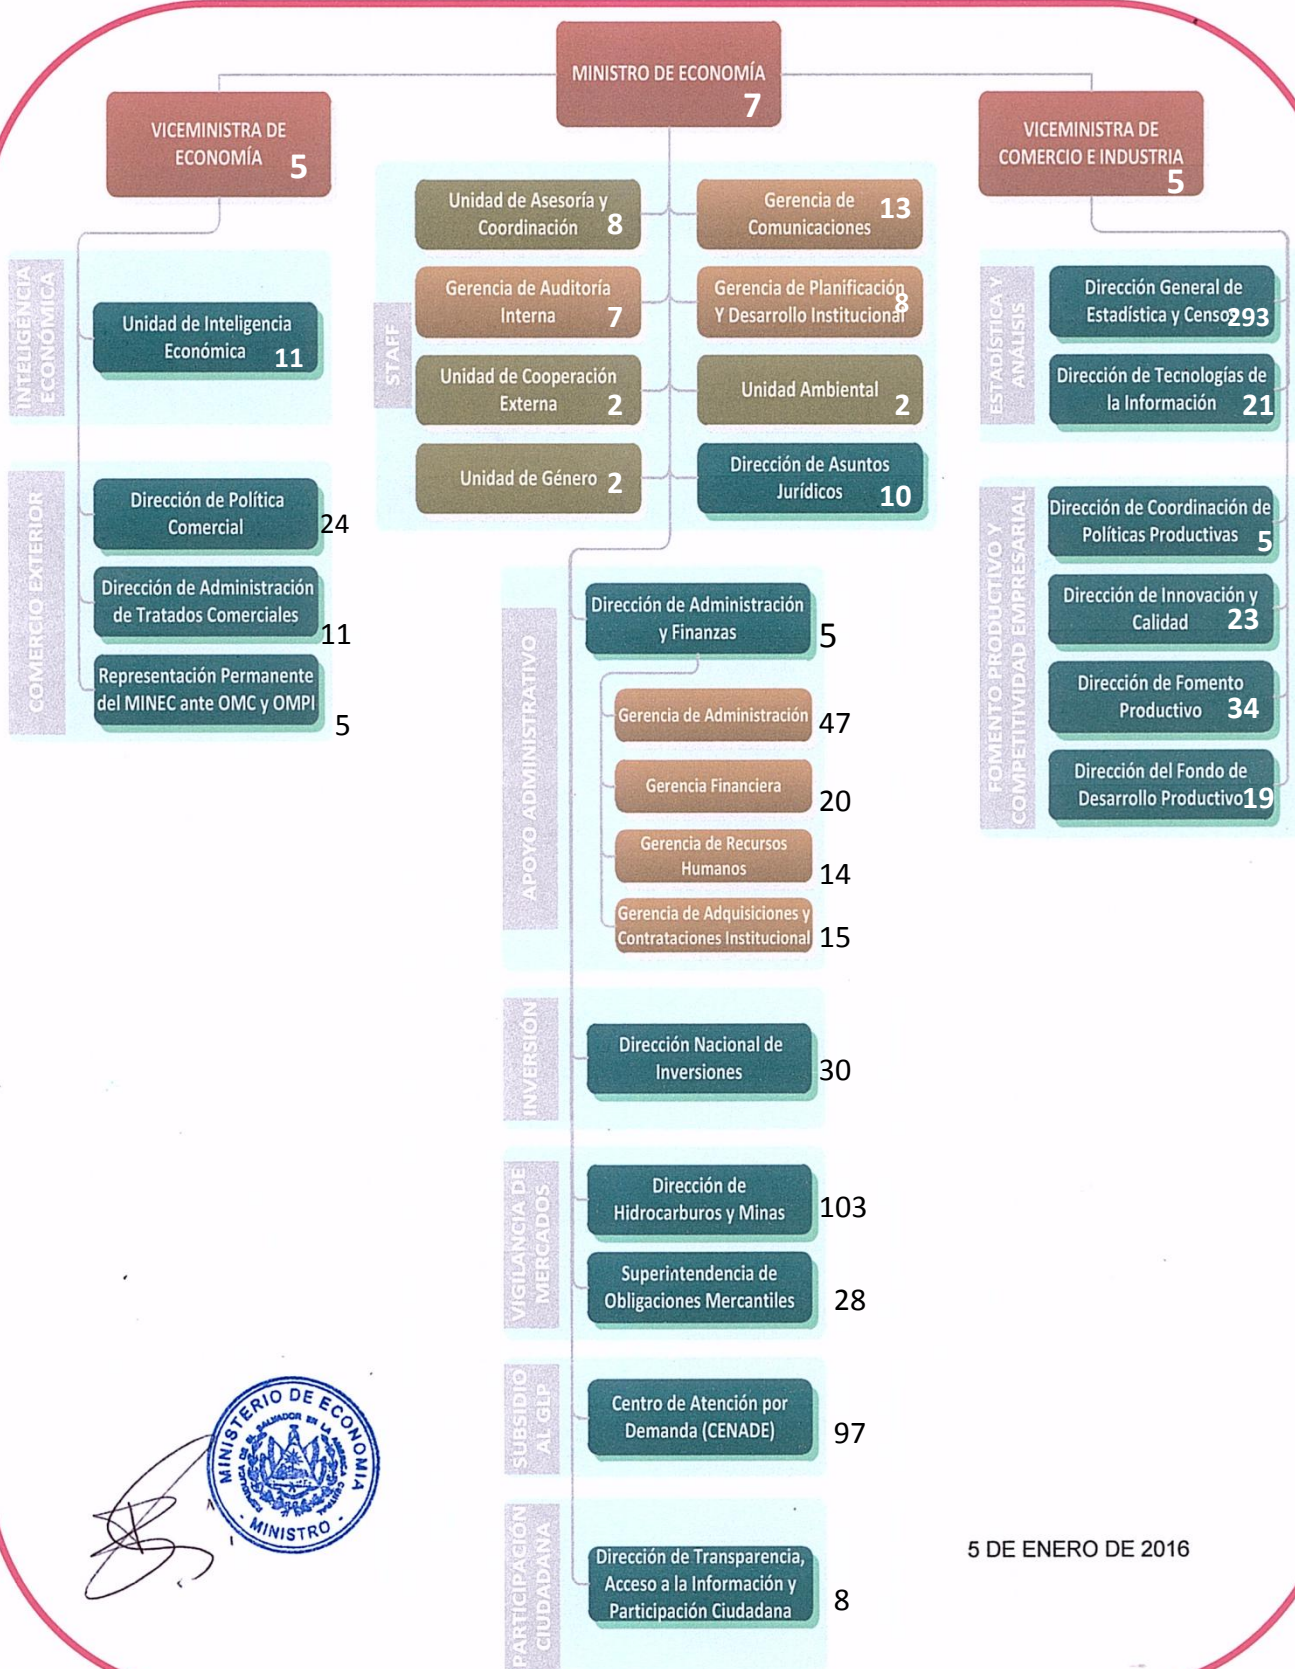 MINISTRO DE ECONOMÍA
7
VICEMINISTRA DE
ECONOMÍA
5
VICEMINISTRA DE
COMERCIO E INDUSTRIA
5
INTELIGENCIA
ECONÓMICA
Unidad de Inteligencia
Económica
11
COMERCIO EXTERIOR
Dirección de Política
Comercial
24
Dirección de Administración
de Tratados Comerciales
11
Representación Permanente
del MINEC ante OMC y OMPI
5
STAFF
Unidad de Asesoría y
Coordinación
8
Gerencia de
Comunicaciones
13
Gerencia de Auditoría
Interna
7
Gerencia de Planificación
Y Desarrollo Institucional
8
Unidad de Cooperación
Externa
2
Unidad Ambiental
2
Unidad de Género
2
Dirección de Asuntos
Jurídicos
10
ESTADISTICA Y
ANÁLISIS
Dirección General de
Estadística y Censos
293
Dirección de Tecnologías de
la Información
21
FOMENTO PRODUCTIVO Y
COMPETITIVIDAD EMPRESARIAL
Dirección de Coordinación de
Políticas Productivas
5
Dirección de Innovación y
Calidad
23
Dirección de Fomento
Productivo
34
Dirección del Fondo de
Desarrollo Productivo
19
APOYO ADMINISTRATIVO
Dirección de Administración
y Finanzas
5
Gerencia de Administración
47
Gerencia Financiera
20
Gerencia de Recursos
Humanos
14
Gerencia de Adquisiciones y
Contrataciones Institucional
15
INVERSIÓN
Dirección Nacional de
Inversiones
30
VIGILANCIA DE
MERCADOS
Dirección de
Hidrocarburos y Minas
103
Superintendencia de
Obligaciones Mercantiles
28
SUBSIDIO
AL GLP
Centro de Atención por
Demanda (CENADE)
97
PARTICIPACIÓN
CIUDADANA
Dirección de Transparencia,
Acceso a la Información y
Participación Ciudadana
8
MINISTERIO DE ECONOMIA
REPUBLICA DE EL SALVADOR EN LA AMERICA CENTRAL
- MINISTRO -
5 DE ENERO DE 2016